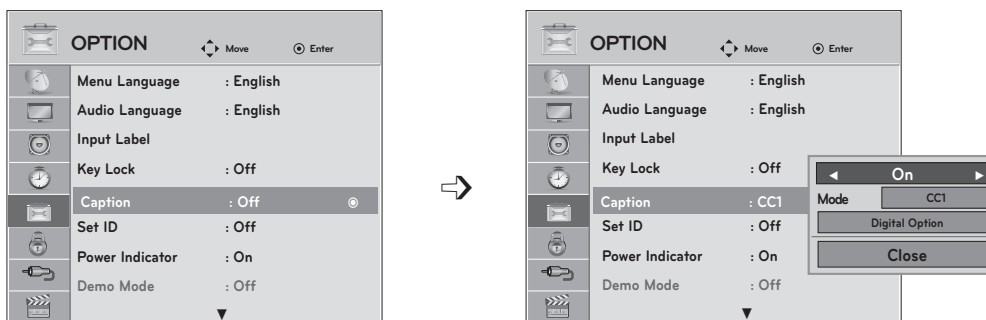 OPTION Move Enter
Menu Language : English
Audio Language : English
Input Label
Key Lock : Off
Caption : Off
Set ID : Off
Power Indicator : On
Demo Mode : Off
OPTION Move Enter
Menu Language : English
Audio Language : English
Input Label
Key Lock : Off
Caption : CC1
Set ID : Off
Power Indicator : On
Demo Mode : Off
On
Mode CC1
Digital Option
Close